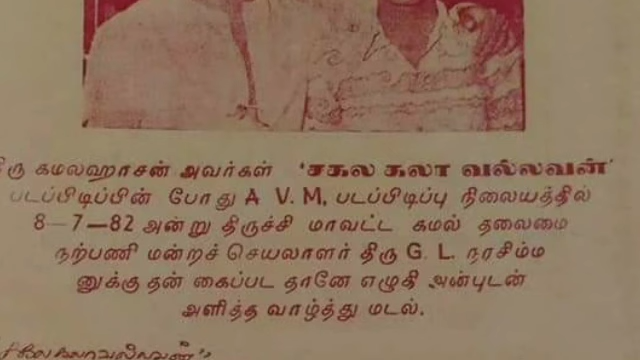 திரு கமலஹாசன் அவர்கள் 'சகல கலா வல்லவன்'
படப்பிடிப்பின் போது A V. M, படப்பிடிப்பு நிலையத்தில்
8—7—82 அன்று திருச்சி மாவட்ட கமல் தலைமை
நற்பணி மன்றச் செயலாளர் திரு G. L. நரசிம்ம
னுக்கு தன் கைப்பட தானே எழுதி அன்புடன்
அளித்த வாழ்த்து மடல்.